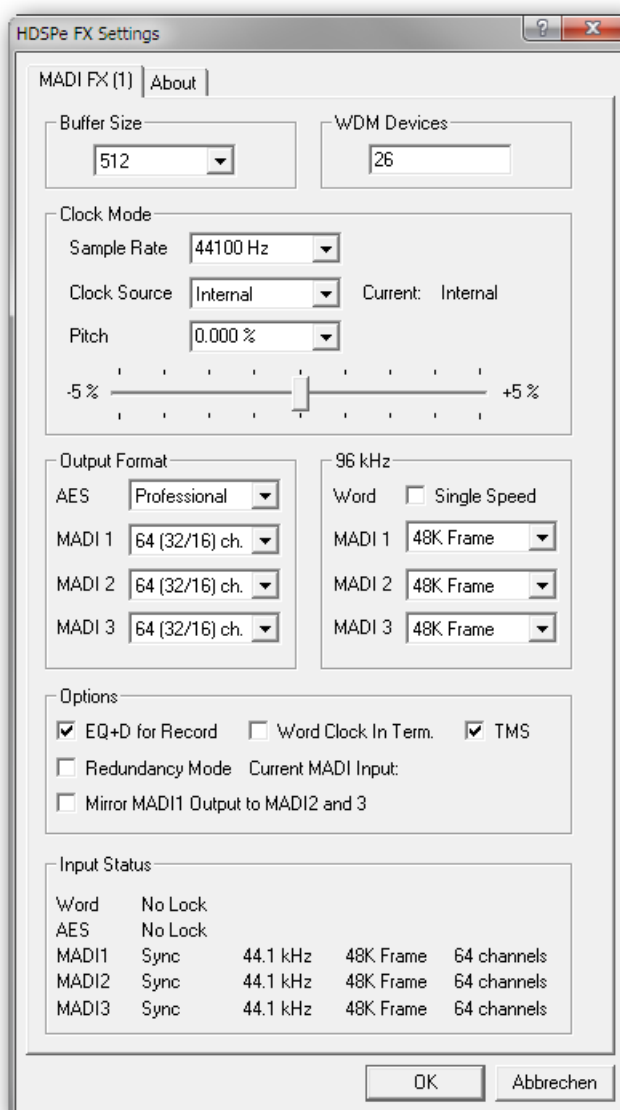 HDSPe FX Settings
MADI FX (1) About
Buffer Size
512
WDM Devices
26
Clock Mode
Sample Rate 44100 Hz
Clock Source Internal Current: Internal
Pitch 0.000 %
-5 % +5 %
Output Format
AES Professional
MADI 1 64 (32/16) ch.
MADI 2 64 (32/16) ch.
MADI 3 64 (32/16) ch.
96 kHz
Word Single Speed
MADI 1 48K Frame
MADI 2 48K Frame
MADI 3 48K Frame
Options
EQ+D for Record Word Clock In Term. TMS
Redundancy Mode Current MADI Input:
Mirror MADI1 Output to MADI2 and 3
Input Status
Word No Lock
AES No Lock
MADI1 Sync 44.1 kHz 48K Frame 64 channels
MADI2 Sync 44.1 kHz 48K Frame 64 channels
MADI3 Sync 44.1 kHz 48K Frame 64 channels
OK Abbrechen